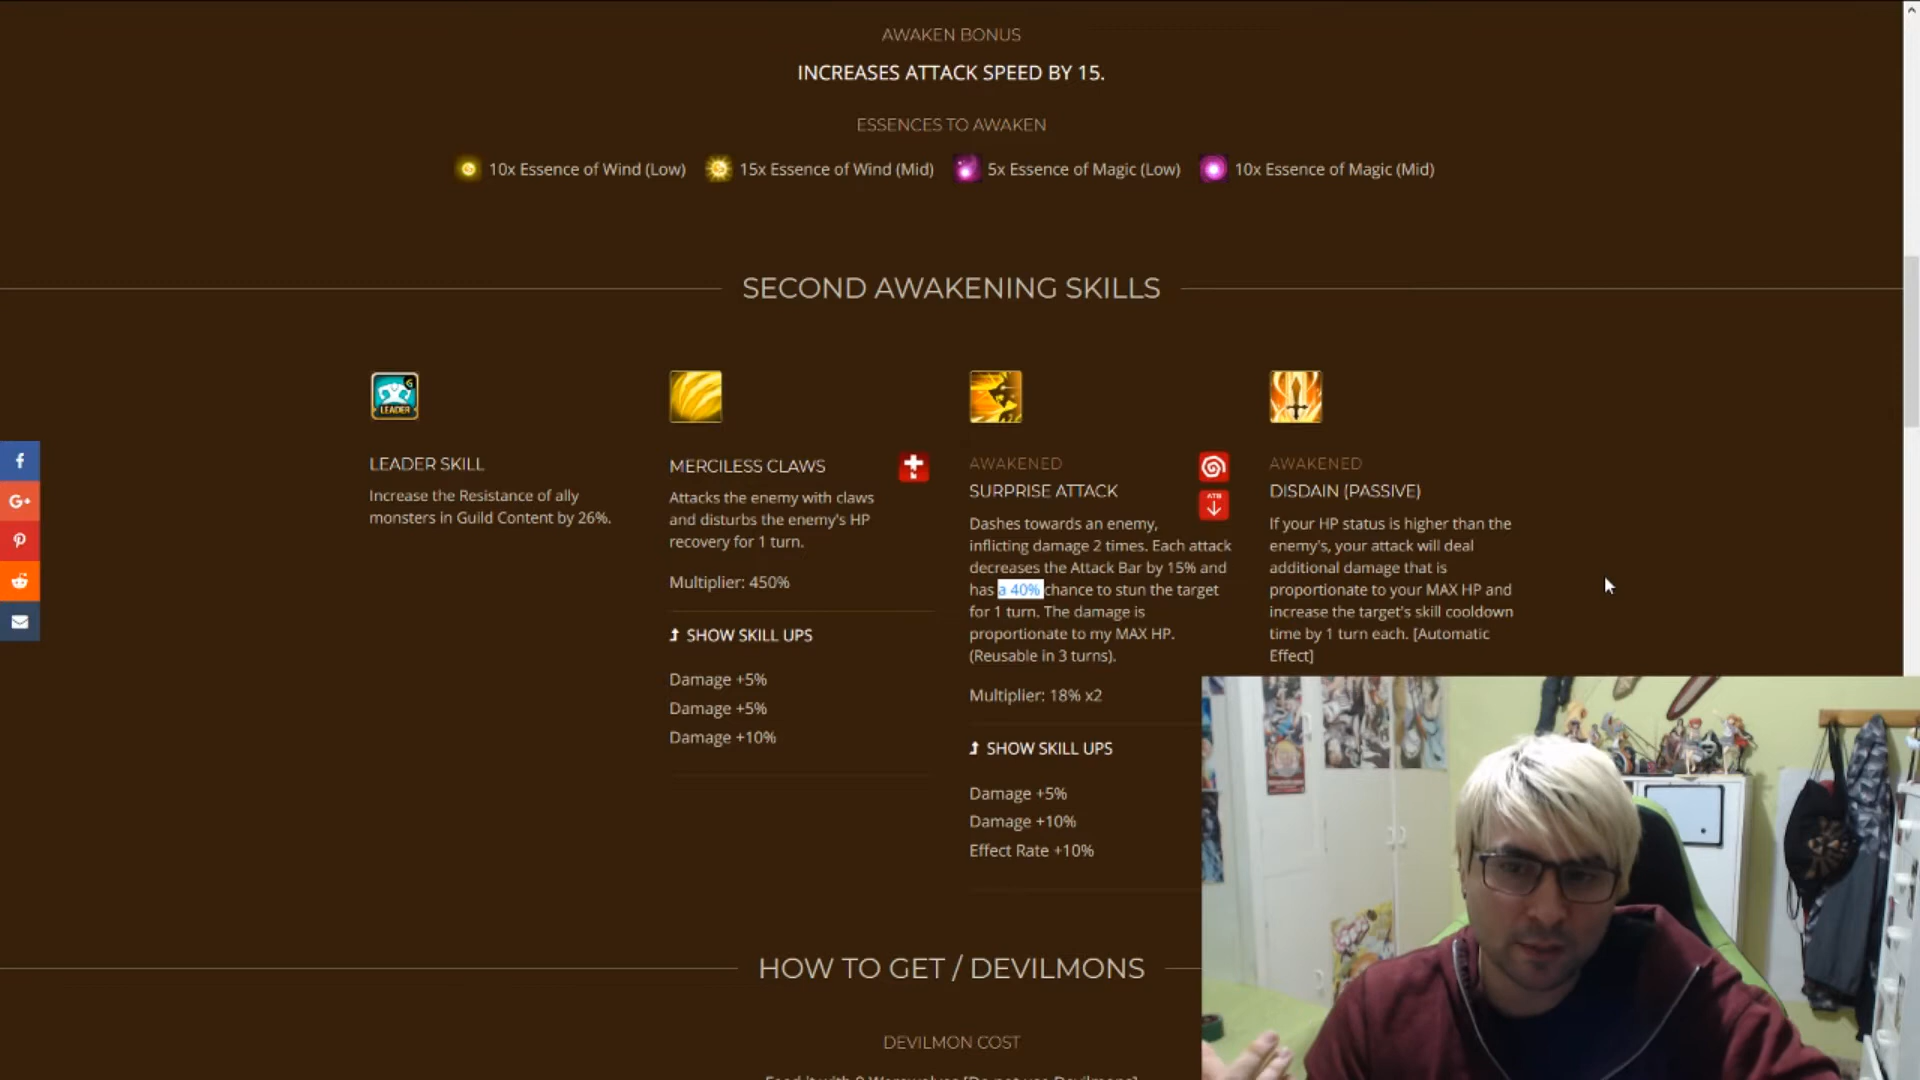 AWAKEN BONUS
INCREASES ATTACK SPEED BY 15.
ESSENCES TO AWAKEN
10x Essence of Wind (Low) 15x Essence of Wind (Mid) 5x Essence of Magic (Low) 10x Essence of Magic (Mid)
SECOND AWAKENING SKILLS
LEADER
LEADER SKILL
Increase the Resistance of ally
monsters in Guild Content by 26%.
MERCILESS CLAWS
Attacks the enemy with claws
and disturbs the enemy's HP
recovery for 1 turn.
Multiplier: 450%
SHOW SKILL UPS
Damage +5%
Damage +5%
Damage +10%
AWAKENED
SURPRISE ATTACK
ATB
Dashes towards an enemy,
inflicting damage 2 times. Each attack
decreases the Attack Bar by 15% and
has a 40% chance to stun the target
for 1 turn. The damage is
proportionate to my MAX HP.
(Reusable in 3 turns).
Multiplier: 18% x2
SHOW SKILL UPS
Damage +5%
Damage +10%
Effect Rate +10%
AWAKENED
DISDAIN (PASSIVE)
If your HP status is higher than the
enemy's, your attack will deal
additional damage that is
proportionate to your MAX HP and
increase the target's skill cooldown
time by 1 turn each. [Automatic
Effect]
f
G+
HOW TO GET / DEVILMONS
DEVILMON COST